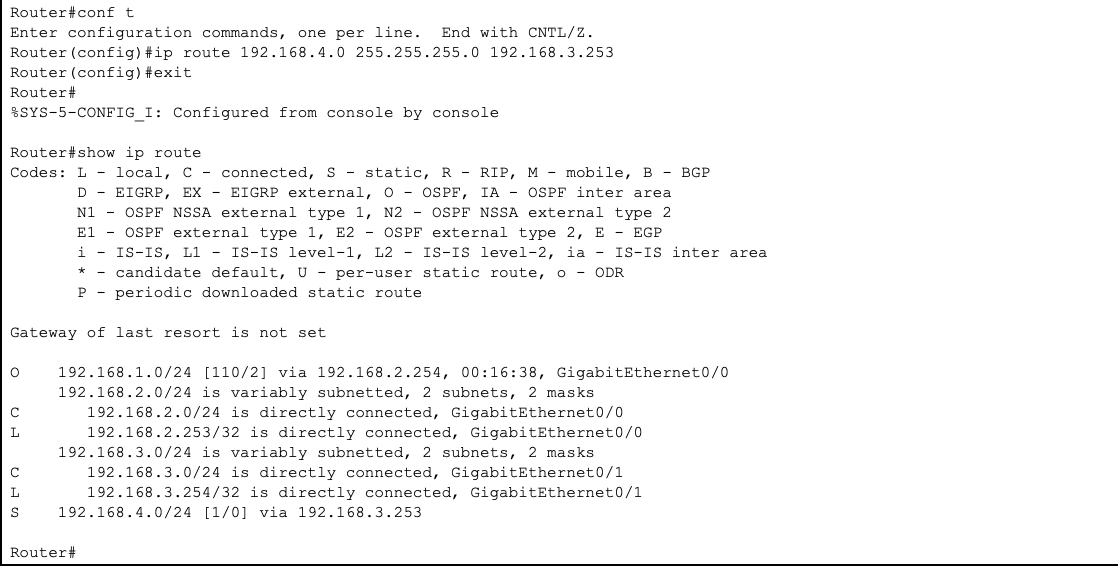 Router#conf t
Enter configuration commands, one per line.  End with CNTL/Z.
Router(config)#ip route 192.168.4.0 255.255.255.0 192.168.3.253
Router(config)#exit
Router#
%SYS-5-CONFIG_I: Configured from console by console

Router#show ip route
Codes: L - local, C - connected, S - static, R - RIP, M - mobile, B - BGP
       D - EIGRP, EX - EIGRP external, O - OSPF, IA - OSPF inter area
       N1 - OSPF NSSA external type 1, N2 - OSPF NSSA external type 2
       E1 - OSPF external type 1, E2 - OSPF external type 2, E - EGP
       i - IS-IS, L1 - IS-IS level-1, L2 - IS-IS level-2, ia - IS-IS inter area
       * - candidate default, U - per-user static route, o - ODR
       P - periodic downloaded static route

Gateway of last resort is not set

O    192.168.1.0/24 [110/2] via 192.168.2.254, 00:16:38, GigabitEthernet0/0
     192.168.2.0/24 is variably subnetted, 2 subnets, 2 masks
C       192.168.2.0/24 is directly connected, GigabitEthernet0/0
L       192.168.2.253/32 is directly connected, GigabitEthernet0/0
     192.168.3.0/24 is variably subnetted, 2 subnets, 2 masks
C       192.168.3.0/24 is directly connected, GigabitEthernet0/1
L       192.168.3.254/32 is directly connected, GigabitEthernet0/1
S    192.168.4.0/24 [1/0] via 192.168.3.253

Router#